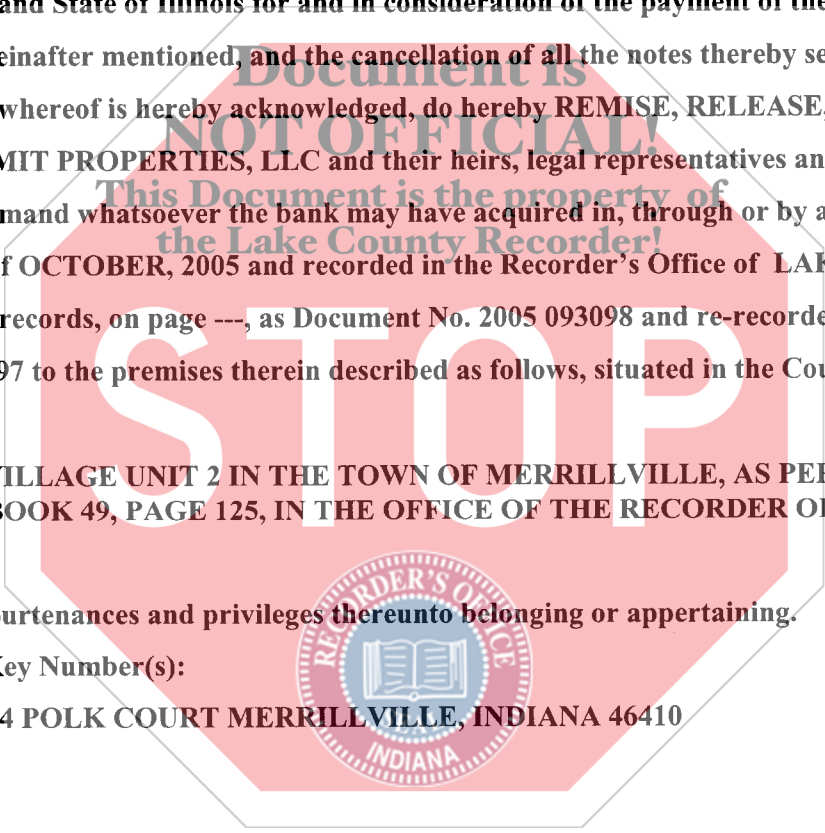 and State of Illinois for and in consideration of the payment of the
einafter mentioned, and the cancellation of all the notes thereby se
Document is
whereof is hereby acknowledged, do hereby REMISE, RELEASE,
NOT OFFICIAL!
MIT PROPERTIES, LLC and their heirs, legal representatives an
This Document is the property of
mand whatsoever the bank may have acquired in, through or by a
the Lake County Recorder!
f OCTOBER, 2005 and recorded in the Recorder's Office of LAK
records, on page ---, as Document No. 2005 093098 and re-recorde
97 to the premises therein described as follows, situated in the Cou
STOP
ILLAGE UNIT 2 IN THE TOWN OF MERRILLVILLE, AS PER
BOOK 49, PAGE 125, IN THE OFFICE OF THE RECORDER OF
urtenances and privileges thereunto belonging or appertaining.
Key Number(s):
4 POLK COURT MERRILLVILLE, INDIANA 46410
RECORDER'S OFFICE
SEAL
INDIANA